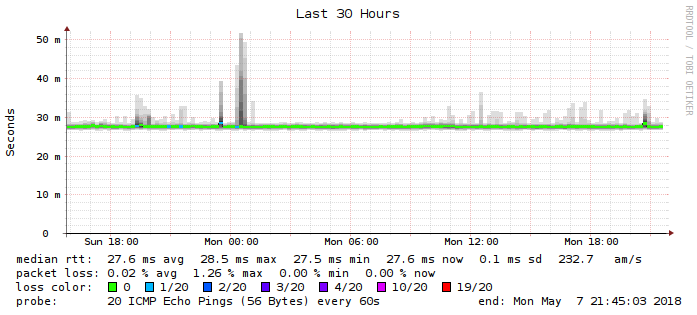 Last 30 Hours
RRDTOOL / TOBI OETIKER
Seconds
50 m
40 m
30 m
20 m
10 m
0
Sun 18:00 Mon 00:00 Mon 06:00 Mon 12:00 Mon 18:00
median rtt: 27.6 ms avg 28.5 ms max 27.5 ms min 27.6 ms now 0.1 ms sd 232.7 am/s
packet loss: 0.02 % avg 1.26 % max 0.00 % min 0.00 % now
loss color: 0 1/20 2/20 3/20 4/20 10/20 19/20
probe: 20 ICMP Echo Pings (56 Bytes) every 60s end: Mon May 7 21:45:03 2018